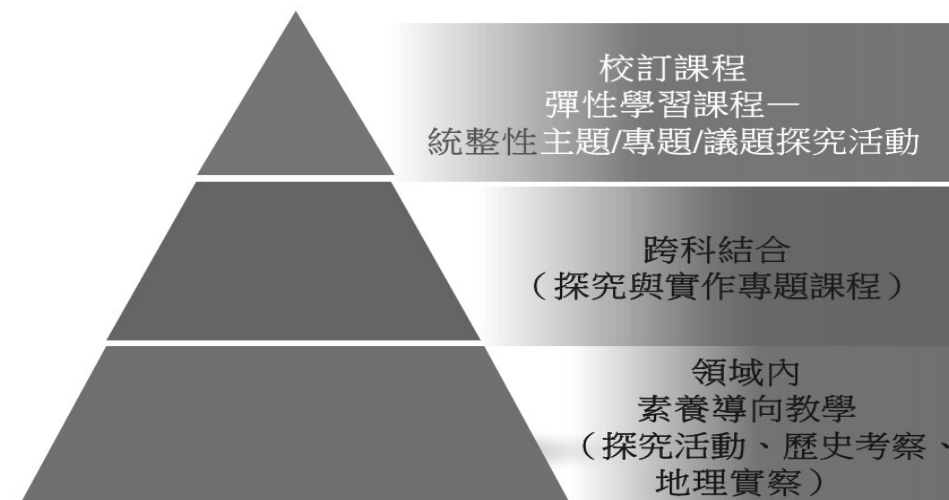 校訂課程
彈性學習課程—
統整性主題/專題/議題探究活動
跨科結合
（探究與實作專題課程）
領域內
素養導向教學
（探究活動、歷史考察、
地理實察）